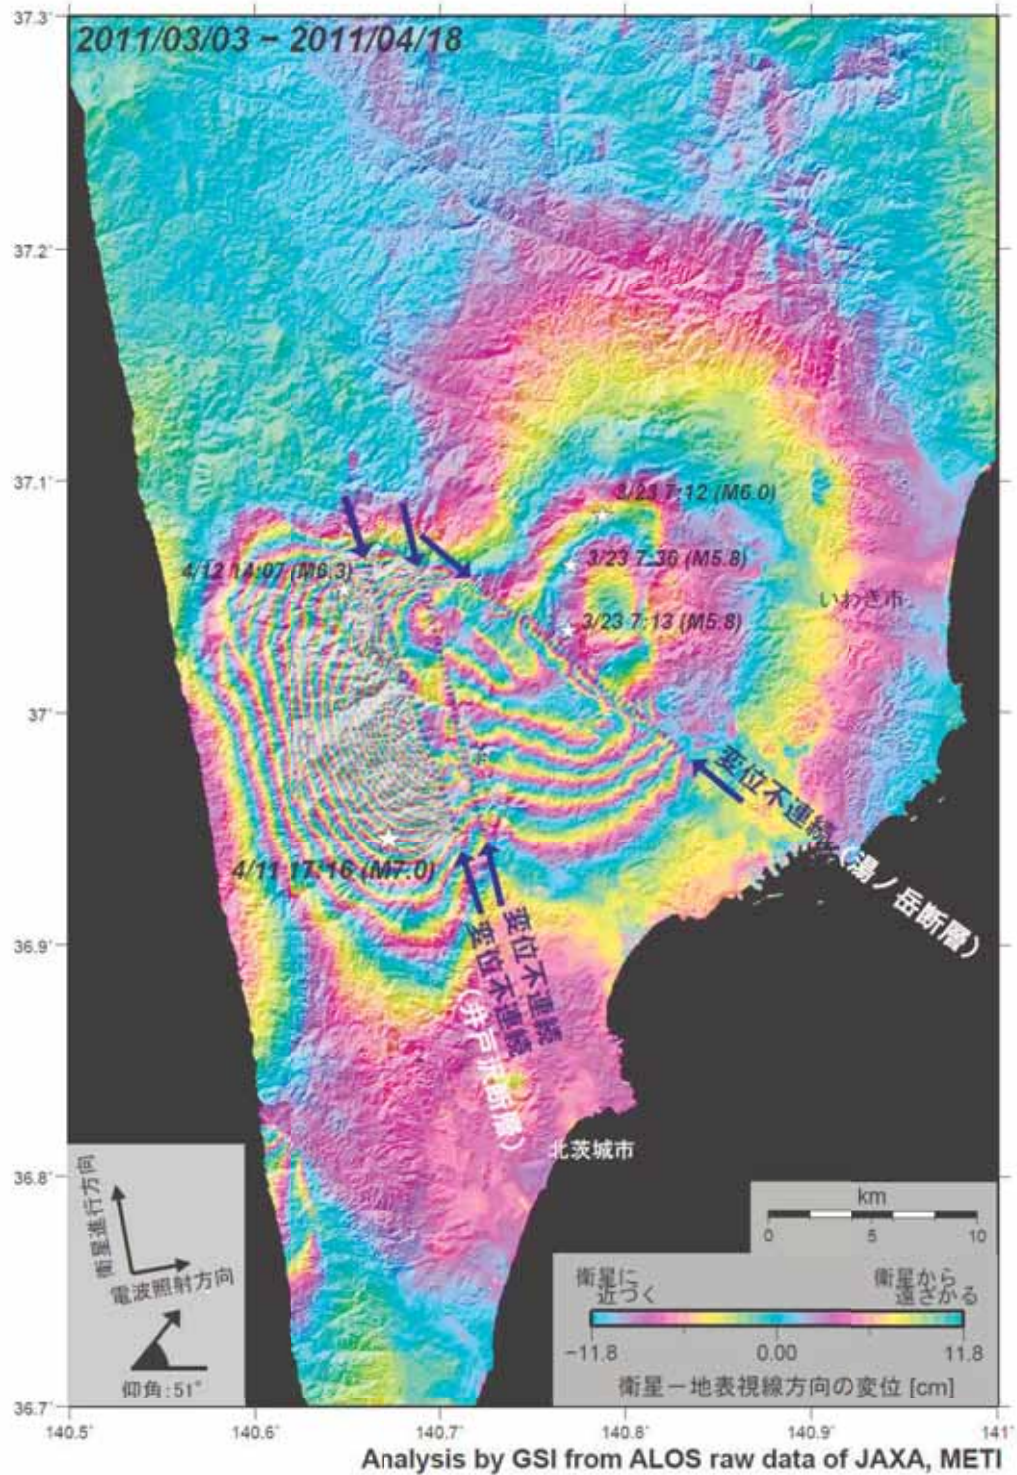 2011/03/03 – 2011/04/18
37.3°
37.2°
37.1°
37°
36.9°
36.8°
36.7°
3/23 7:12 (M6.0)
3/23 7:36 (M5.8)
3/23 7:13 (M5.8)
4/12 14:07 (M6.3)
4/11 17:16 (M7.0)
いわき市
変位不連続
(湯ノ岳断層)
変位不連続
変位不連続
(井戸沢断層)
北茨城市
衛星進行方向
電波照射方向
仰角:51°
km
0 5 10
衛星に
近づく
衛星から
遠ざかる
−11.8 0.00 11.8
衛星ー地表視線方向の変位 [cm]
140.5° 140.6° 140.7° 140.8° 140.9° 141°
Analysis by GSI from ALOS raw data of JAXA, METI